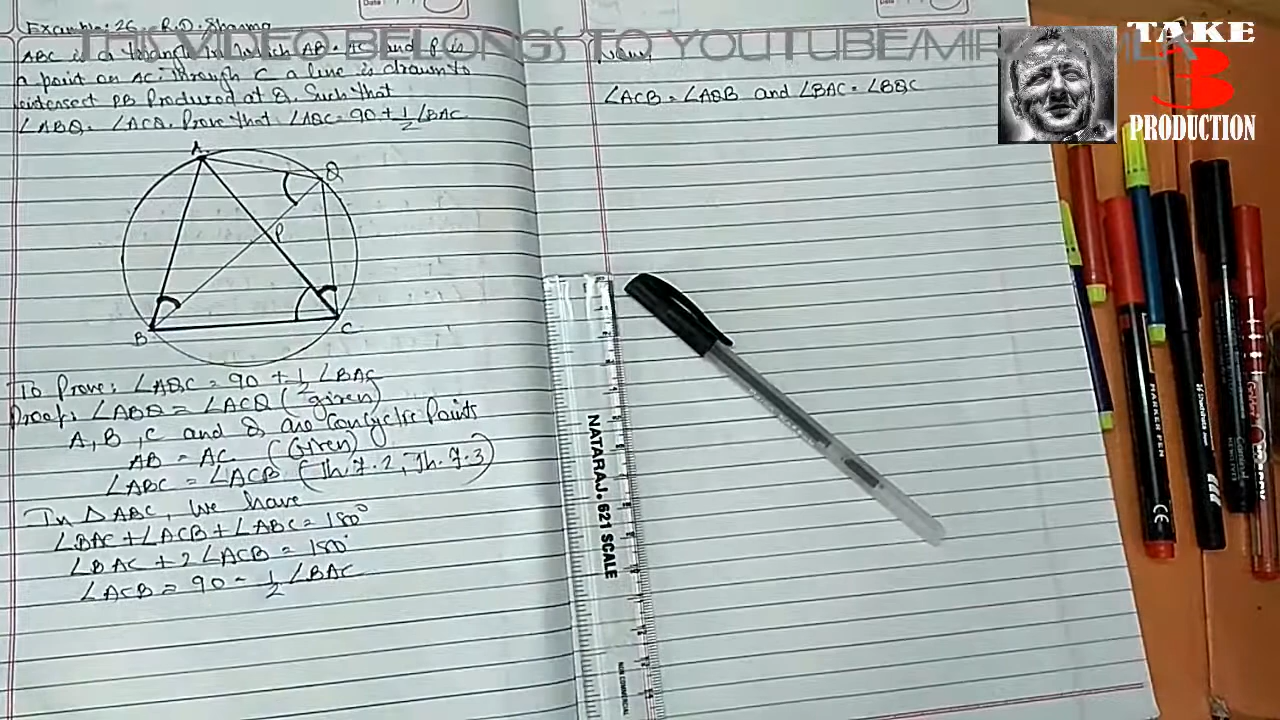 Example: 26 R.D. Sharma
THIS VIDEO BELONGS TO YOUTUBE/MIR
ABC is a triangle in which AB = AC and P is
a point on AC. Through C a line is drawn to
intersect PB Produced at Q. Such that
∠ABQ = ∠ACQ. Prove that ∠AQC = 90 + 1/2 ∠BAC
A
Q
P
B
C
To Prove: ∠AQC = 90 + 1/2 ∠BAC
Proof: ∠ABQ = ∠ACQ (given)
A, B, C and Q are Concyclic Points
AB = AC (Given)
∠ABC = ∠ACB (Th. 7.2, Th. 7.3)
In △ABC, we have
∠BAC + ∠ACB + ∠ABC = 180°
∠BAC + 2 ∠ACB = 180°
∠ACB = 90 - 1/2 ∠BAC
Now,
∠ACB = ∠AQB and ∠BAC = ∠BQC
TAKE
3
PRODUCTION
NATARAJ 621 SCALE
MARKER PEN
CE